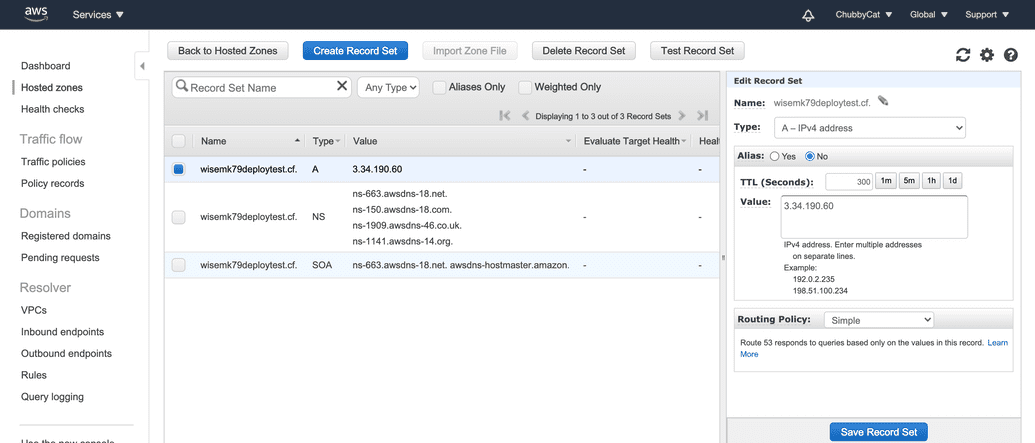 aws
Services
ChubbyCat
Global
Support
Dashboard
Hosted zones
Health checks
Traffic flow
Traffic policies
Policy records
Domains
Registered domains
Pending requests
Resolver
VPCs
Inbound endpoints
Outbound endpoints
Rules
Query logging
Back to Hosted Zones
Create Record Set
Import Zone File
Delete Record Set
Test Record Set
Record Set Name
Any Type
Aliases Only
Weighted Only
Displaying 1 to 3 out of 3 Record Sets
Name Type Value Evaluate Target Health
wisemk79deploytest.cf. A 3.34.190.60 - -
wisemk79deploytest.cf. NS
ns-663.awsdns-18.net.
ns-150.awsdns-18.com.
ns-1909.awsdns-46.co.uk.
ns-1141.awsdns-14.org.
- -
wisemk79deploytest.cf. SOA ns-663.awsdns-18.net. awsdns-hostmaster.amazon. - -
Edit Record Set
Name: wisemk79deploytest.cf.
Type: A – IPv4 address
Alias: Yes No
TTL (Seconds): 300 1m 5m 1h 1d
Value: 3.34.190.60
IPv4 address. Enter multiple addresses
on separate lines.
Example:
192.0.2.235
198.51.100.234
Routing Policy: Simple
Route 53 responds to queries based only on the values in this record. Learn
More
Save Record Set